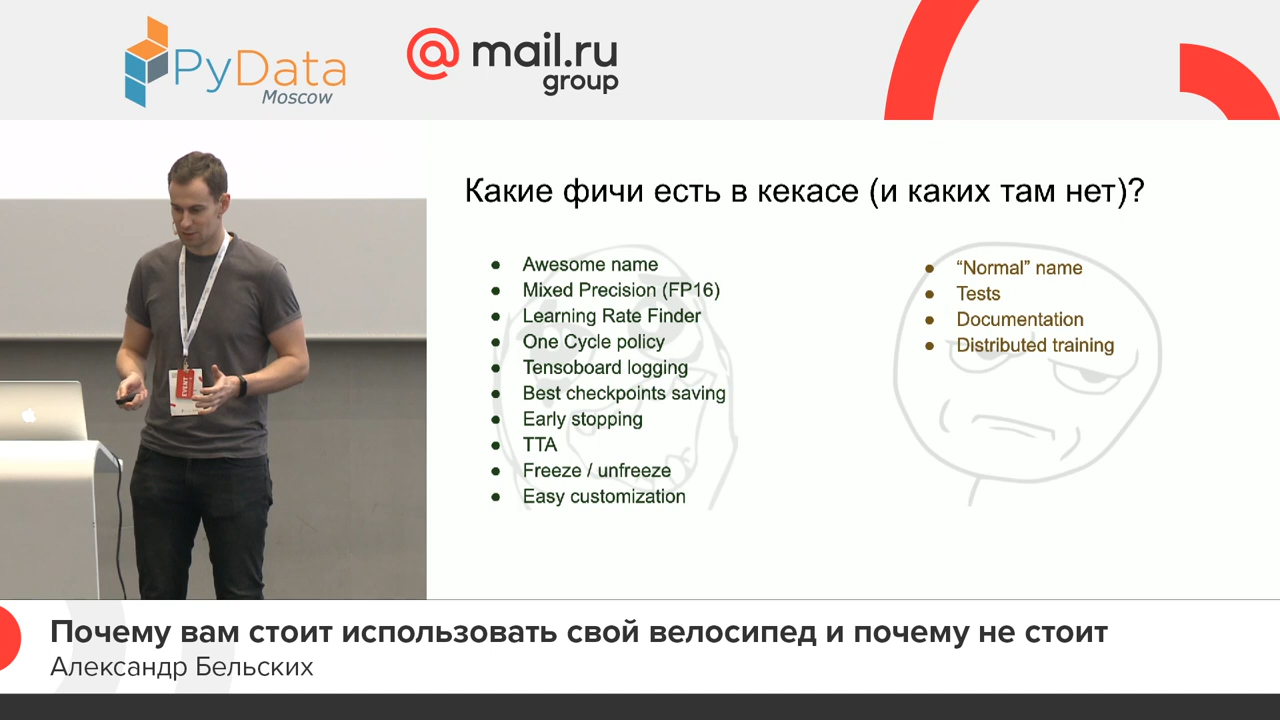 PyData
Moscow
@mail.ru
group
Какие фичи есть в кекасе (и каких там нет)?
● Awesome name
● Mixed Precision (FP16)
● Learning Rate Finder
● One Cycle policy
● Tensoboard logging
● Best checkpoints saving
● Early stopping
● TTA
● Freeze / unfreeze
● Easy customization
● “Normal” name
● Tests
● Documentation
● Distributed training
EVENT
Почему вам стоит использовать свой велосипед и почему не стоит
Александр Бельских